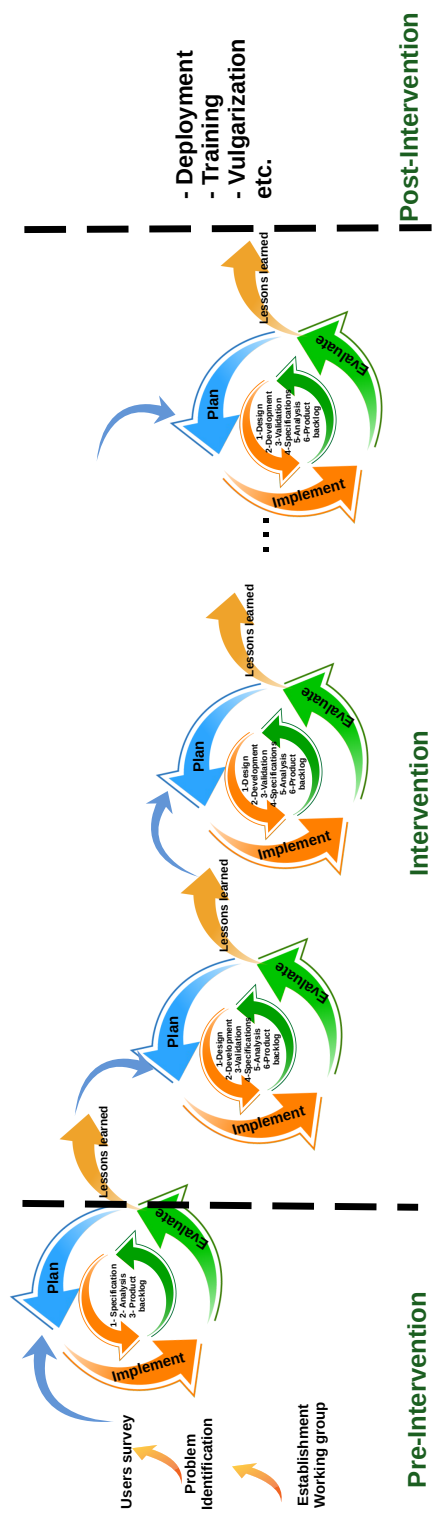 Establishment
Working group
Problem
Identification
Users survey
Plan
Implement
Evaluate
1- Specification
2- Analysis
3- Product
backlog
Lessons learned
Pre-Intervention
Plan
Implement
Evaluate
1-Design
2-Development
3-Validation
4-Specifications
5-Analysis
6-Product
backlog
Lessons learned
Plan
Implement
Evaluate
1-Design
2-Development
3-Validation
4-Specifications
5-Analysis
6-Product
backlog
Lessons learned
...
Plan
Implement
Evaluate
1-Design
2-Development
3-Validation
4-Specifications
5-Analysis
6-Product
backlog
Lessons learned
Intervention
- Deployment
- Training
- Vulgarization
etc.
Post-Intervention